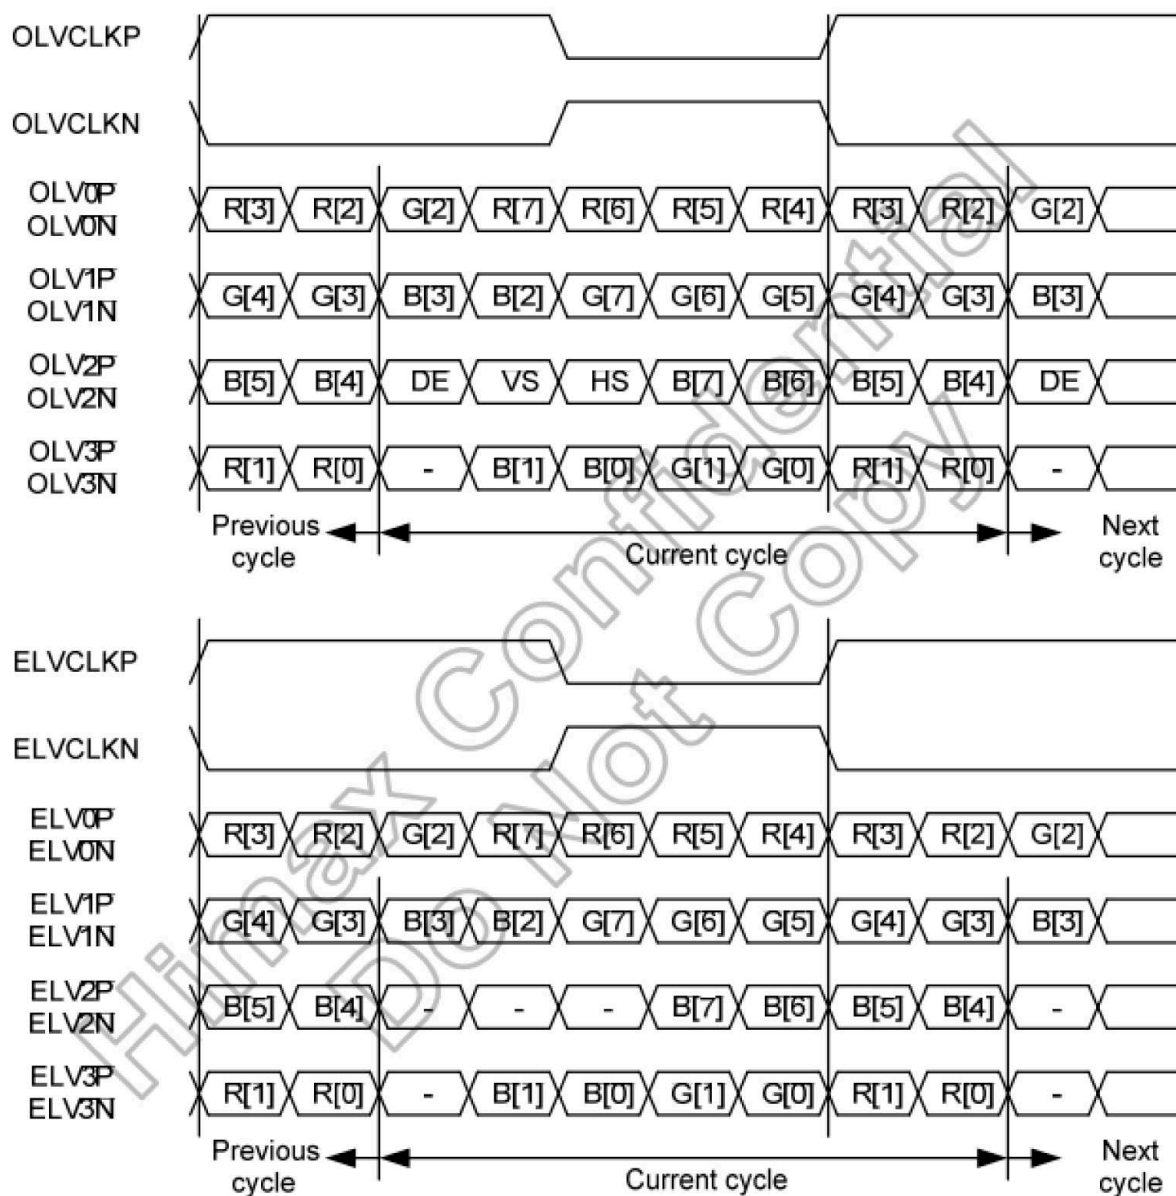 OLVCLKP
OLVCLKN
OLV0P R[3] R[2] G[2] R[7] R[6] R[5] R[4] R[3] R[2] G[2]
OLV0N
OLV1P G[4] G[3] B[3] B[2] G[7] G[6] G[5] G[4] G[3] B[3]
OLV1N
OLV2P B[5] B[4] DE VS HS B[7] B[6] B[5] B[4] DE
OLV2N
OLV3P R[1] R[0] - B[1] B[0] G[1] G[0] R[1] R[0] -
OLV3N
Previous cycle Current cycle Next cycle
ELVCLKP
ELVCLKN
ELV0P R[3] R[2] G[2] R[7] R[6] R[5] R[4] R[3] R[2] G[2]
ELV0N
ELV1P G[4] G[3] B[3] B[2] G[7] G[6] G[5] G[4] G[3] B[3]
ELV1N
ELV2P B[5] B[4] - - - B[7] B[6] B[5] B[4] -
ELV2N
ELV3P R[1] R[0] - B[1] B[0] G[1] G[0] R[1] R[0] -
ELV3N
Previous cycle Current cycle Next cycle
Himax Confidential
Do Not Copy